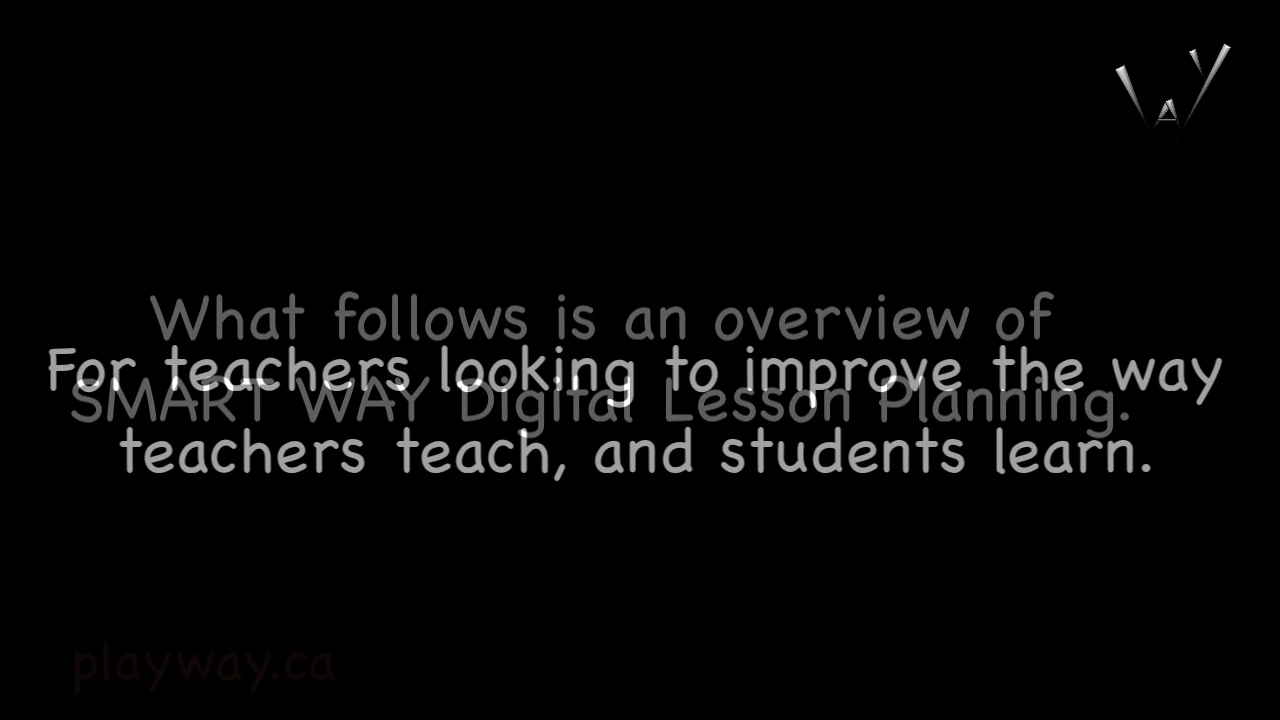 WAY
What follows is an overview of
SMART WAY Digital Lesson Planning.
For teachers looking to improve the way
teachers teach, and students learn.
playway.ca